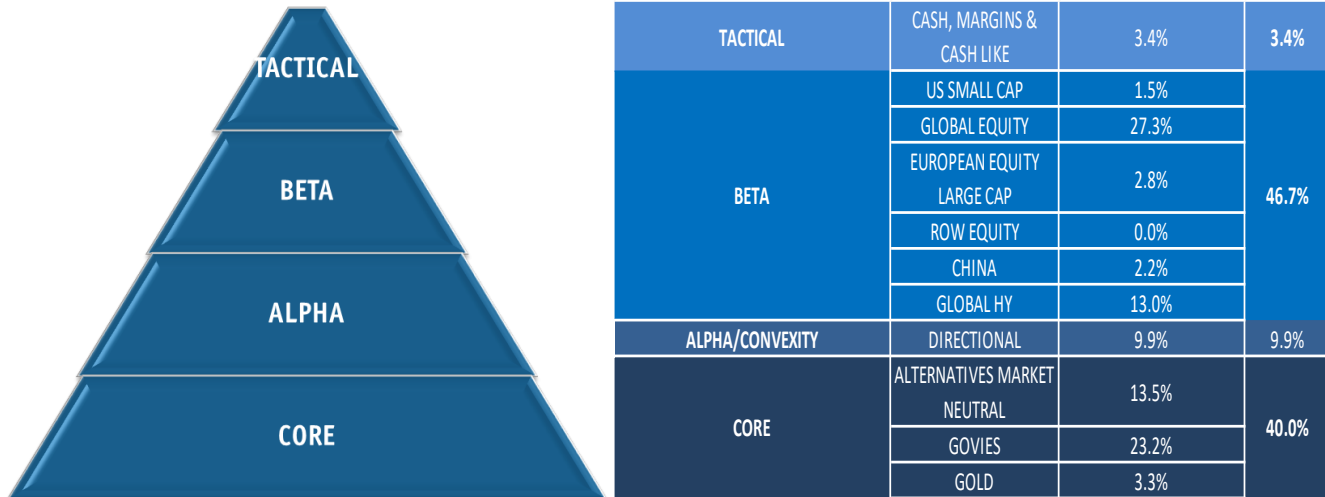 TACTICAL
BETA
ALPHA
CORE
TACTICAL
CASH, MARGINS &
CASH LIKE
3.4%
3.4%
BETA
US SMALL CAP
1.5%
GLOBAL EQUITY
27.3%
EUROPEAN EQUITY
LARGE CAP
2.8%
ROW EQUITY
0.0%
CHINA
2.2%
GLOBAL HY
13.0%
46.7%
ALPHA/CONVEXITY
DIRECTIONAL
9.9%
9.9%
CORE
ALTERNATIVES MARKET
NEUTRAL
13.5%
GOVIES
23.2%
GOLD
3.3%
40.0%